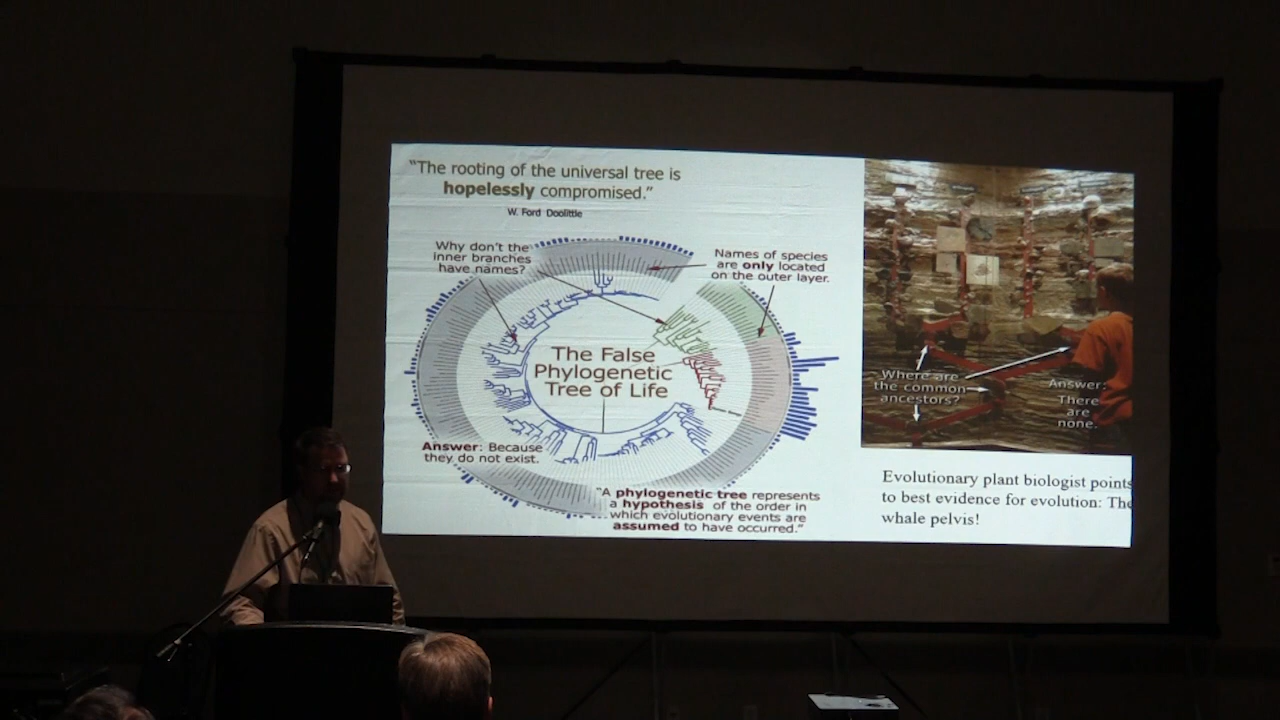 "The rooting of the universal tree is
hopelessly compromised."
W. Ford Doolittle
Why don't the
inner branches
have names?
Names of species
are only located
on the outer layer.
The False
Phylogenetic
Tree of Life
Answer: Because
they do not exist.
"A phylogenetic tree represents
a hypothesis of the order in
which evolutionary events are
assumed to have occurred."
Where are
the common
ancestors?
Answer:
There
are
none.
Evolutionary plant biologist points
to best evidence for evolution: The
whale pelvis!